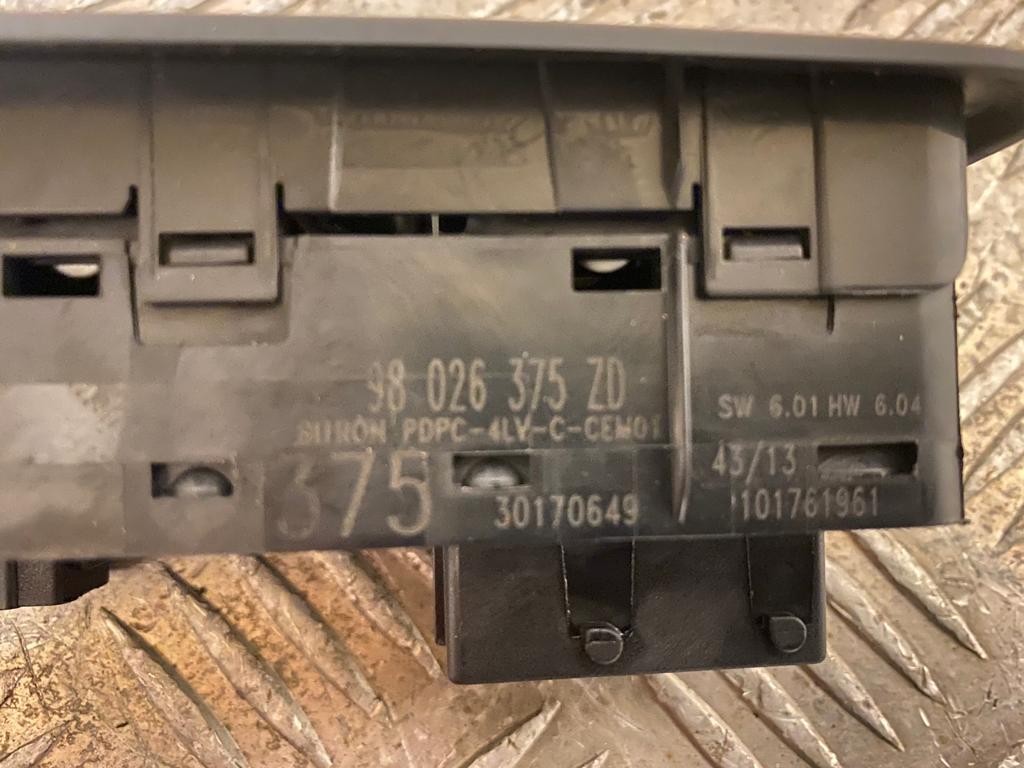 98 026 375 ZD
SW 6.01 HW 6.04
BITRON PDPC-4LV-C-CEM01
43/13
375
30170649
101761961